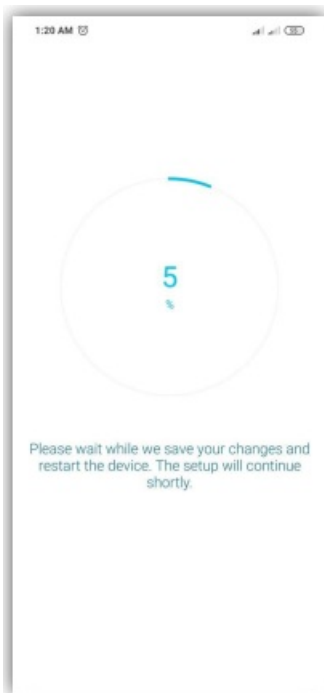 1:20 AM
5
%
Please wait while we save your changes and
restart the device. The setup will continue
shortly.